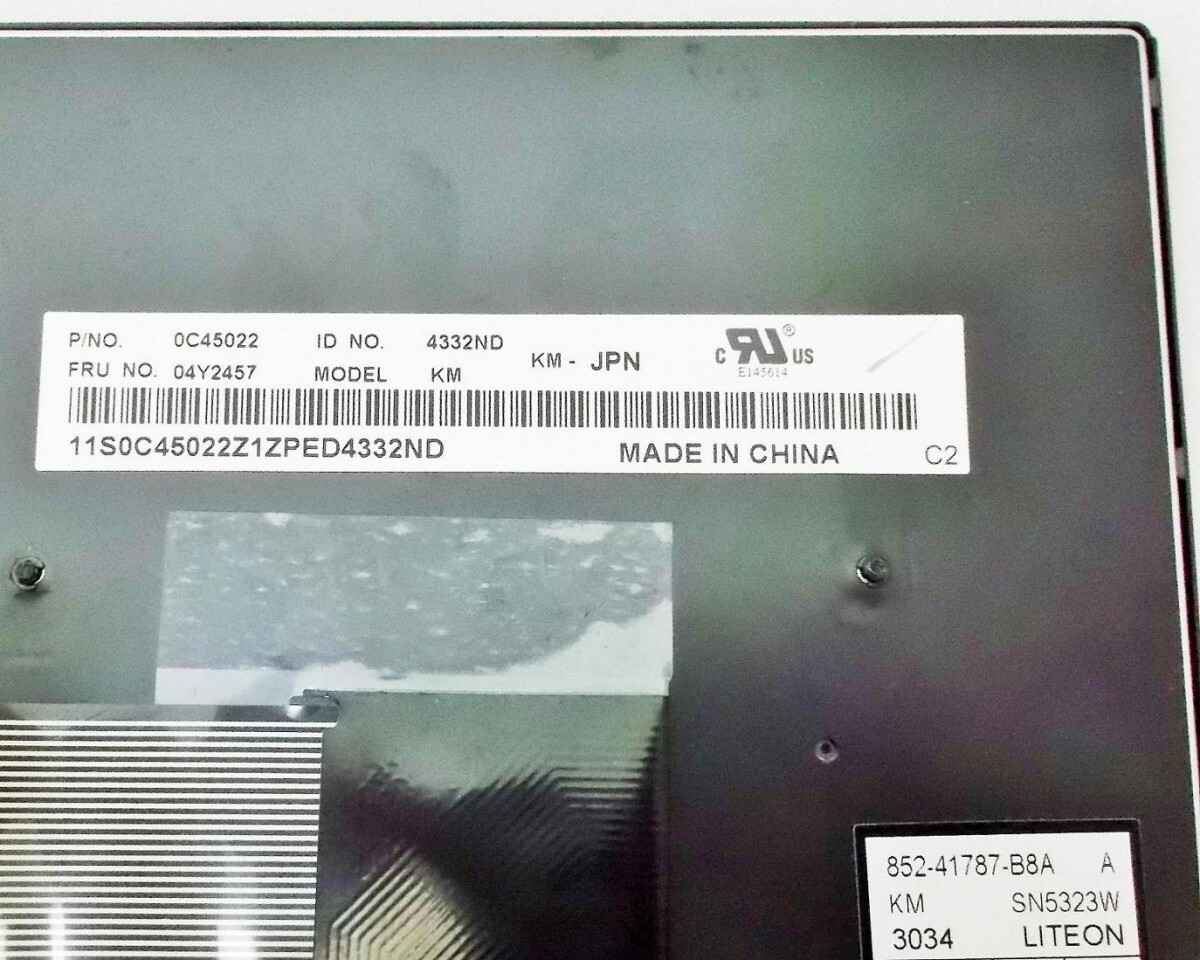 P/NO. 0C45022 ID NO. 4332ND
FRU NO. 04Y2457 MODEL KM KM - JPN
C RU ® US
E145614
11S0C45022Z1ZPED4332ND MADE IN CHINA C2
852-41787-B8A A
KM SN5323W
3034 LITEON